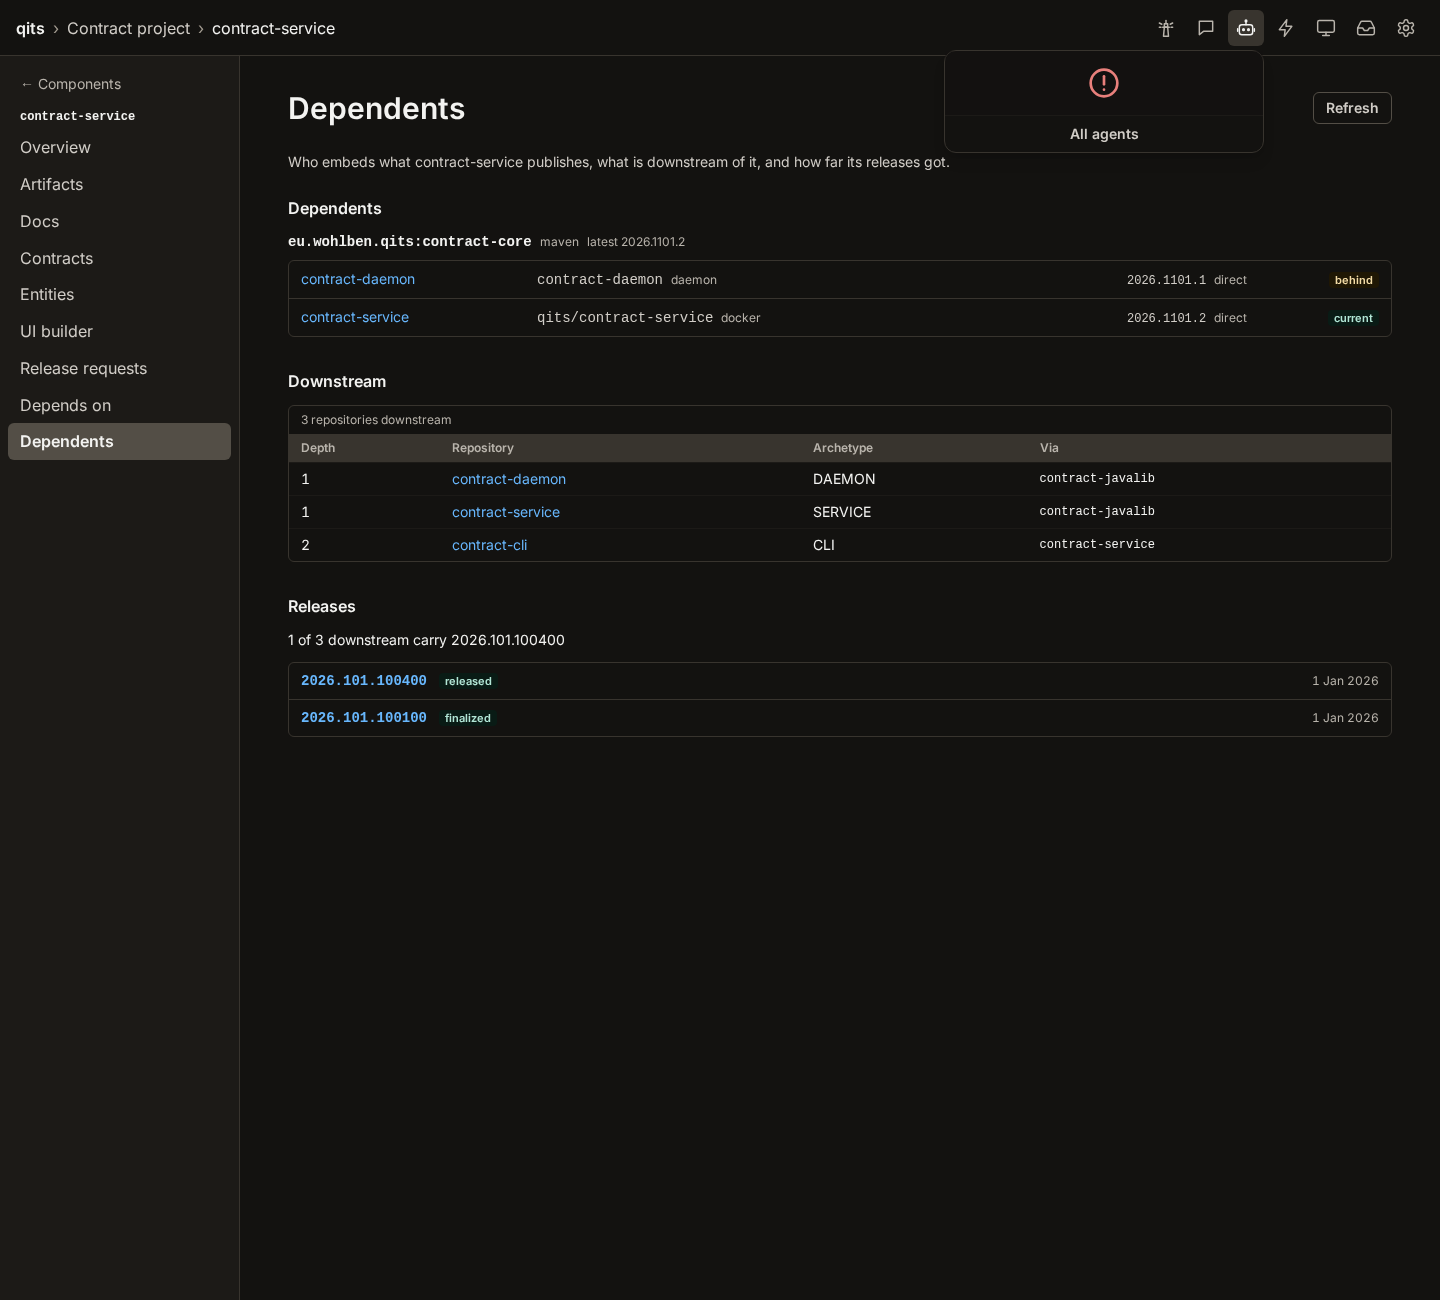 qits › Contract project › contract-service
All agents
← Components
contract-service
Overview
Artifacts
Docs
Contracts
Entities
UI builder
Release requests
Depends on
Dependents
Dependents
Refresh
Who embeds what contract-service publishes, what is downstream of it, and how far its releases got.
Dependents
eu.wohlben.qits:contract-core maven latest 2026.1101.2
contract-daemon contract-daemon daemon 2026.1101.1 direct behind
contract-service qits/contract-service docker 2026.1101.2 direct current
Downstream
3 repositories downstream
Depth Repository Archetype Via
1 contract-daemon DAEMON contract-javalib
1 contract-service SERVICE contract-javalib
2 contract-cli CLI contract-service
Releases
1 of 3 downstream carry 2026.101.100400
2026.101.100400 released 1 Jan 2026
2026.101.100100 finalized 1 Jan 2026